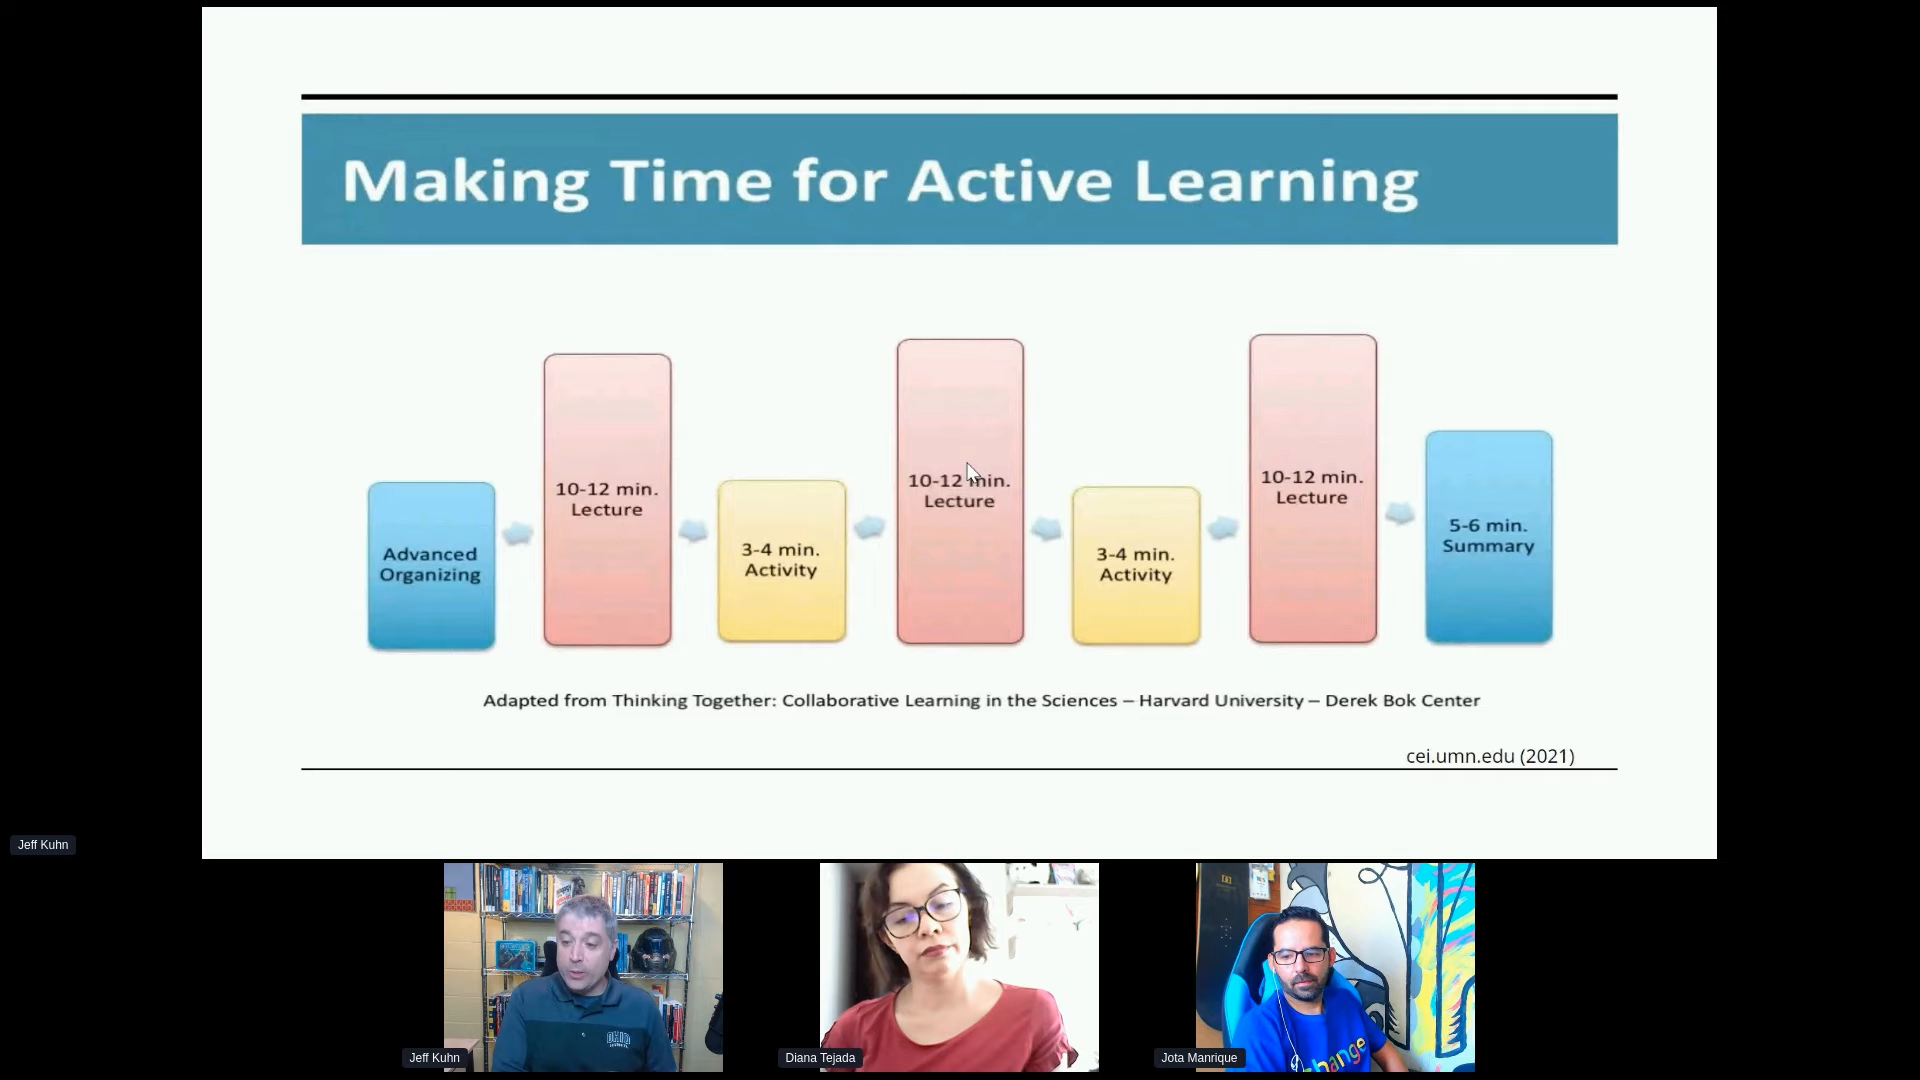 Making Time for Active Learning
Advanced
Organizing
10-12 min.
Lecture
3-4 min.
Activity
10-12 min.
Lecture
3-4 min.
Activity
10-12 min.
Lecture
5-6 min.
Summary
Adapted from Thinking Together: Collaborative Learning in the Sciences – Harvard University – Derek Bok Center
cei.umn.edu (2021)
Jeff Kuhn
OHIO
Jeff Kuhn
Diana Tejada
Jota Manrique